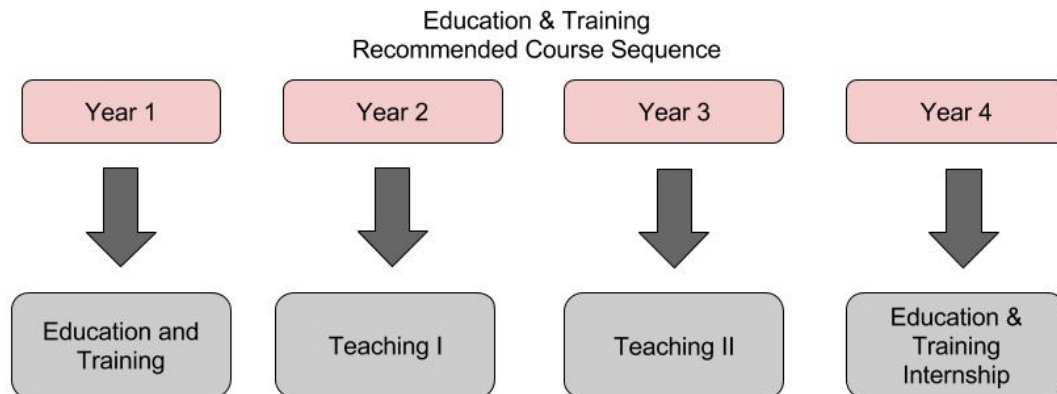 Education & Training
Recommended Course Sequence
Year 1
Year 2
Year 3
Year 4
Education and
Training
Teaching I
Teaching II
Education &
Training
Internship